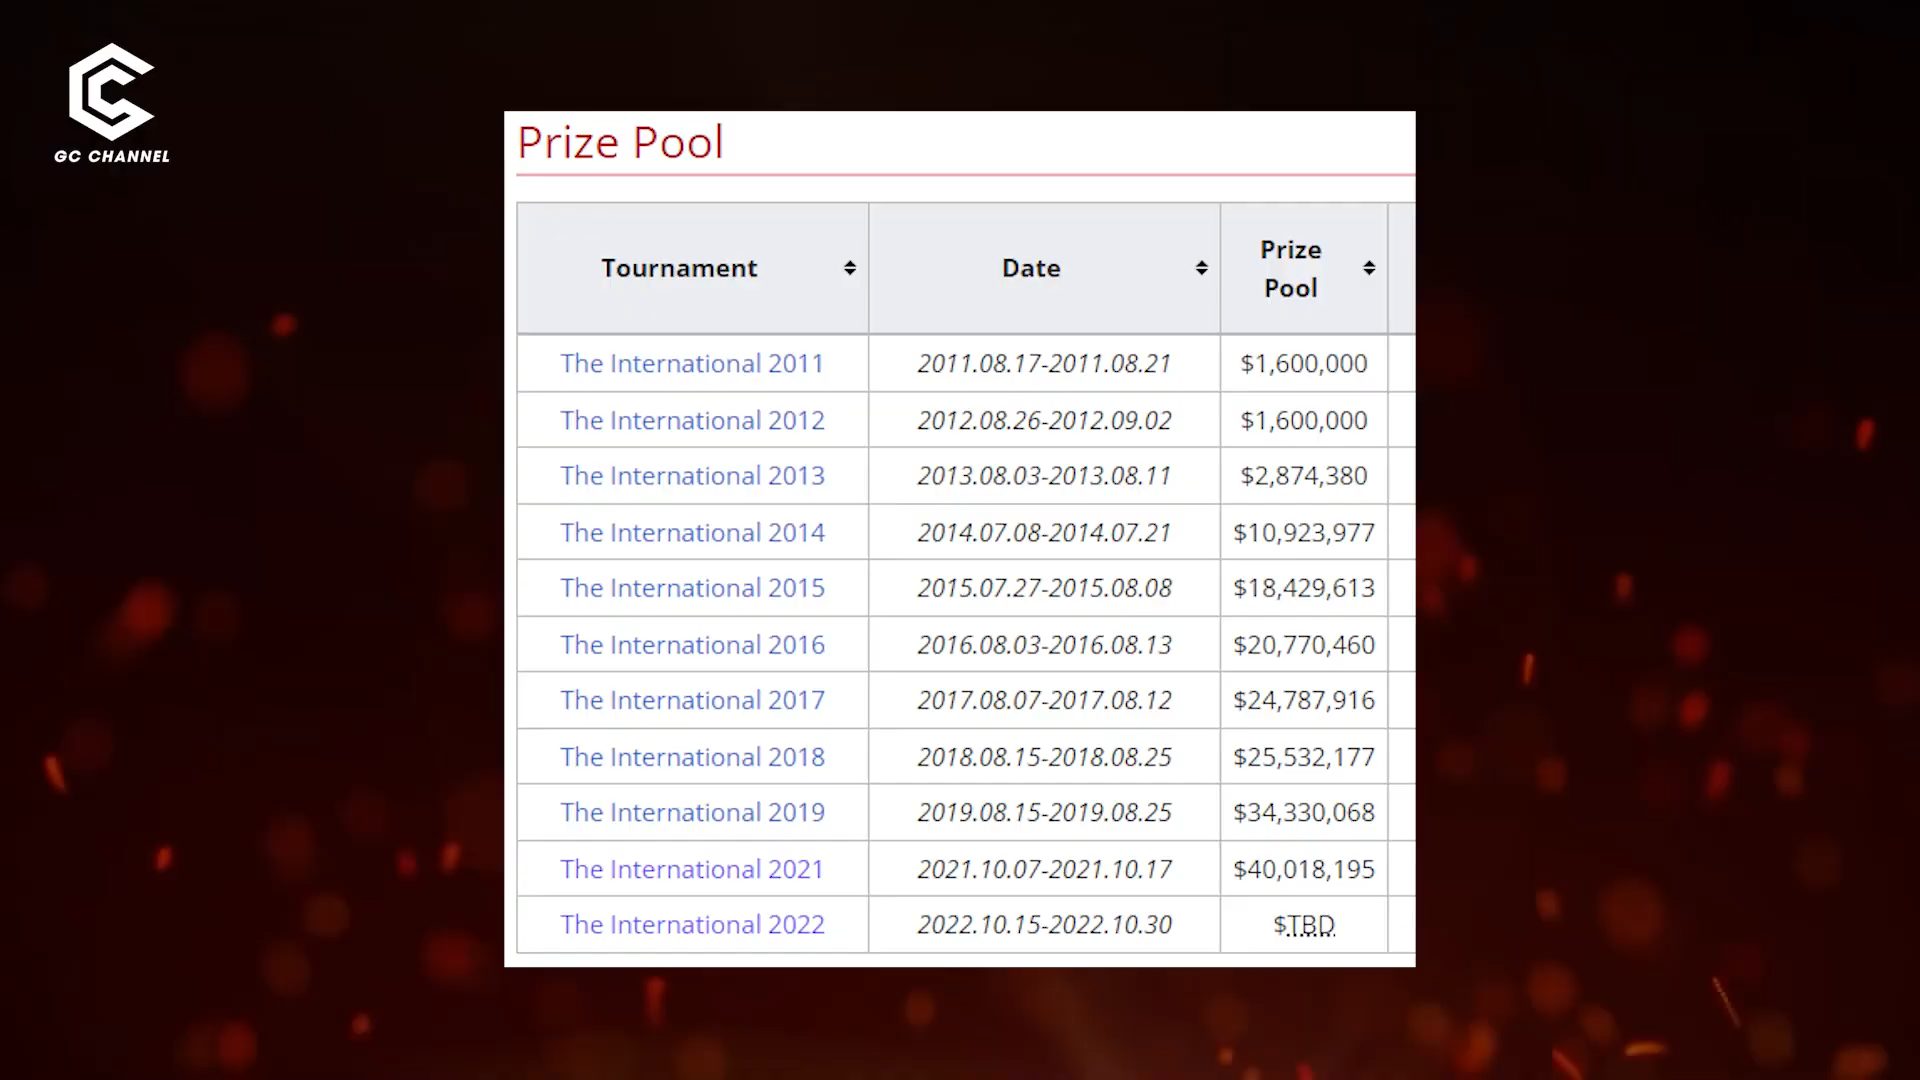 GC CHANNEL
Prize Pool
Tournament Date Prize Pool
The International 2011 2011.08.17-2011.08.21 $1,600,000
The International 2012 2012.08.26-2012.09.02 $1,600,000
The International 2013 2013.08.03-2013.08.11 $2,874,380
The International 2014 2014.07.08-2014.07.21 $10,923,977
The International 2015 2015.07.27-2015.08.08 $18,429,613
The International 2016 2016.08.03-2016.08.13 $20,770,460
The International 2017 2017.08.07-2017.08.12 $24,787,916
The International 2018 2018.08.15-2018.08.25 $25,532,177
The International 2019 2019.08.15-2019.08.25 $34,330,068
The International 2021 2021.10.07-2021.10.17 $40,018,195
The International 2022 2022.10.15-2022.10.30 $TBD